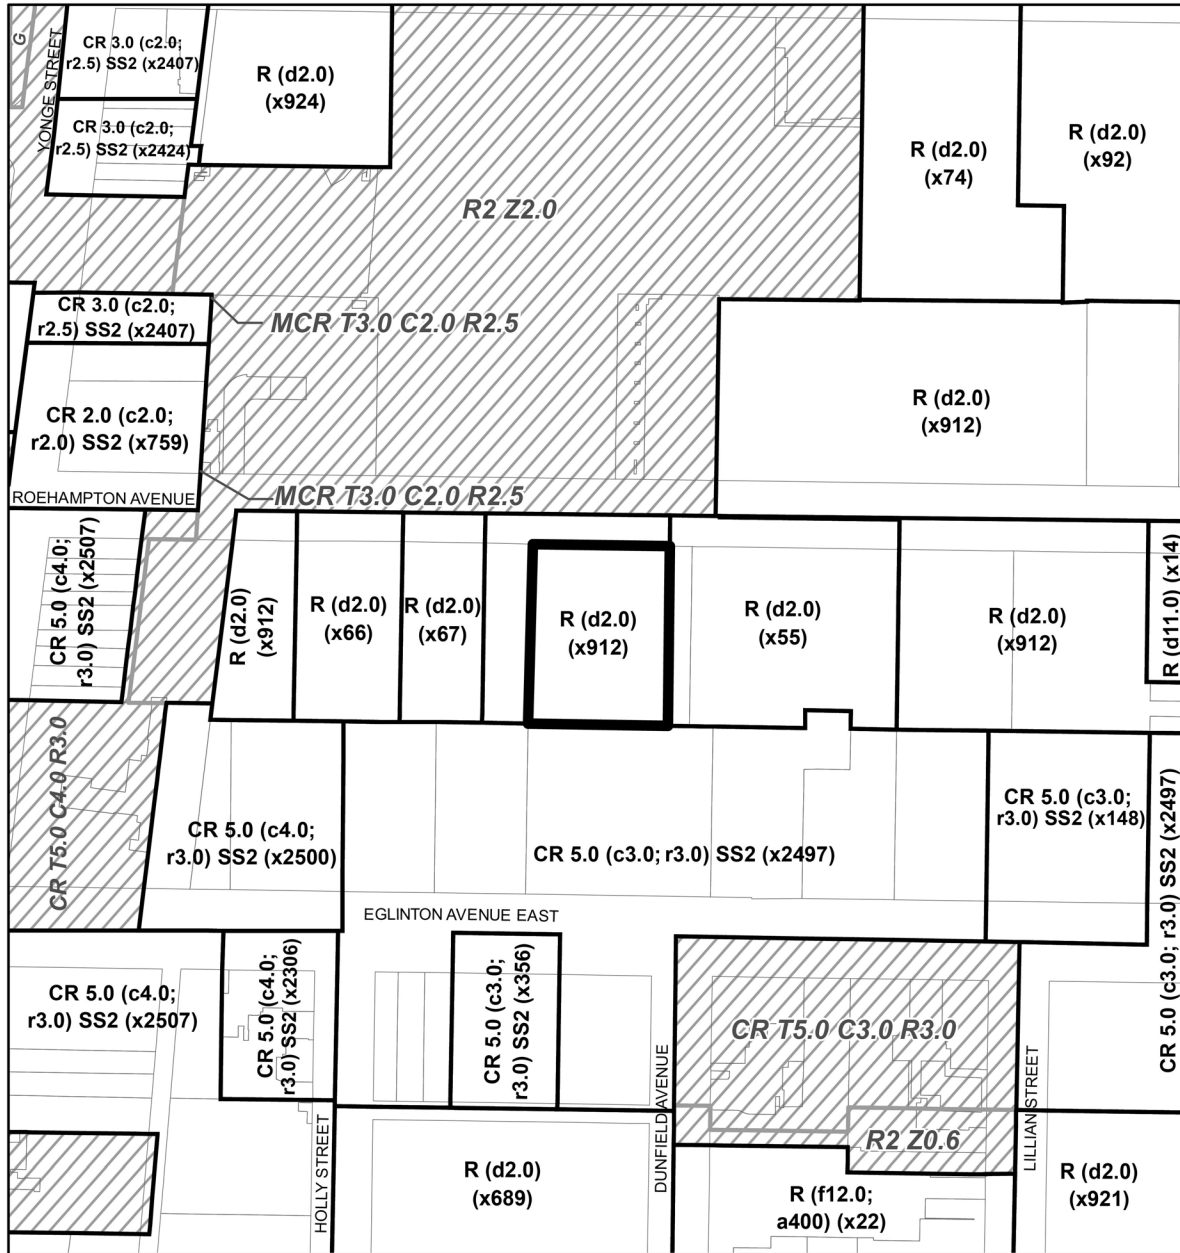 G
YONGE STREET
CR 3.0 (c2.0;
r2.5) SS2 (x2407)
R (d2.0)
(x924)
CR 3.0 (c2.0;
r2.5) SS2 (x2424)
R (d2.0)
(x74)
R (d2.0)
(x92)
R2 Z2.0
CR 3.0 (c2.0;
r2.5) SS2 (x2407)
MCR T3.0 C2.0 R2.5
CR 2.0 (c2.0;
r2.0) SS2 (x759)
R (d2.0)
(x912)
ROEHAMPTON AVENUE
MCR T3.0 C2.0 R2.5
CR 5.0 (c4.0;
r3.0) SS2 (x2507)
R (d2.0)
(x912)
R (d2.0)
(x66)
R (d2.0)
(x67)
R (d2.0)
(x912)
R (d2.0)
(x55)
R (d2.0)
(x912)
R (d11.0) (x14)
CR T5.0 C4.0 R3.0
CR 5.0 (c4.0;
r3.0) SS2 (x2500)
CR 5.0 (c3.0; r3.0) SS2 (x2497)
CR 5.0 (c3.0;
r3.0) SS2 (x148)
CR 5.0 (c3.0; r3.0) SS2 (x2497)
EGLINTON AVENUE EAST
CR 5.0 (c4.0;
r3.0) SS2 (x2507)
CR 5.0 (c4.0;
r3.0) SS2 (x2306)
CR 5.0 (c3.0;
r3.0) SS2 (x356)
CR T5.0 C3.0 R3.0
HOLLY STREET
DUNFIELD AVENUE
LILLIAN STREET
R2 Z0.6
R (d2.0)
(x689)
R (f12.0;
a400) (x22)
R (d2.0)
(x921)